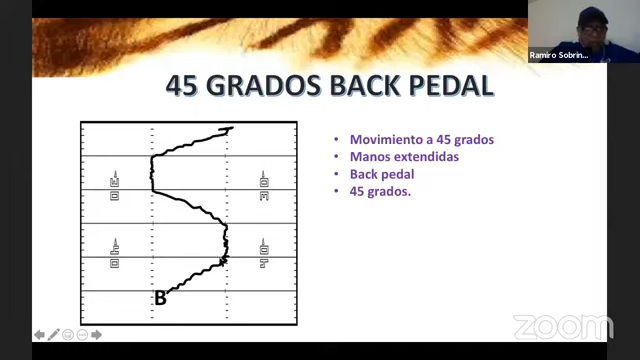 Ramiro Sobrin...
45 GRADOS BACK PEDAL
• Movimiento a 45 grados
• Manos extendidas
• Back pedal
• 45 grados.
B
zoom